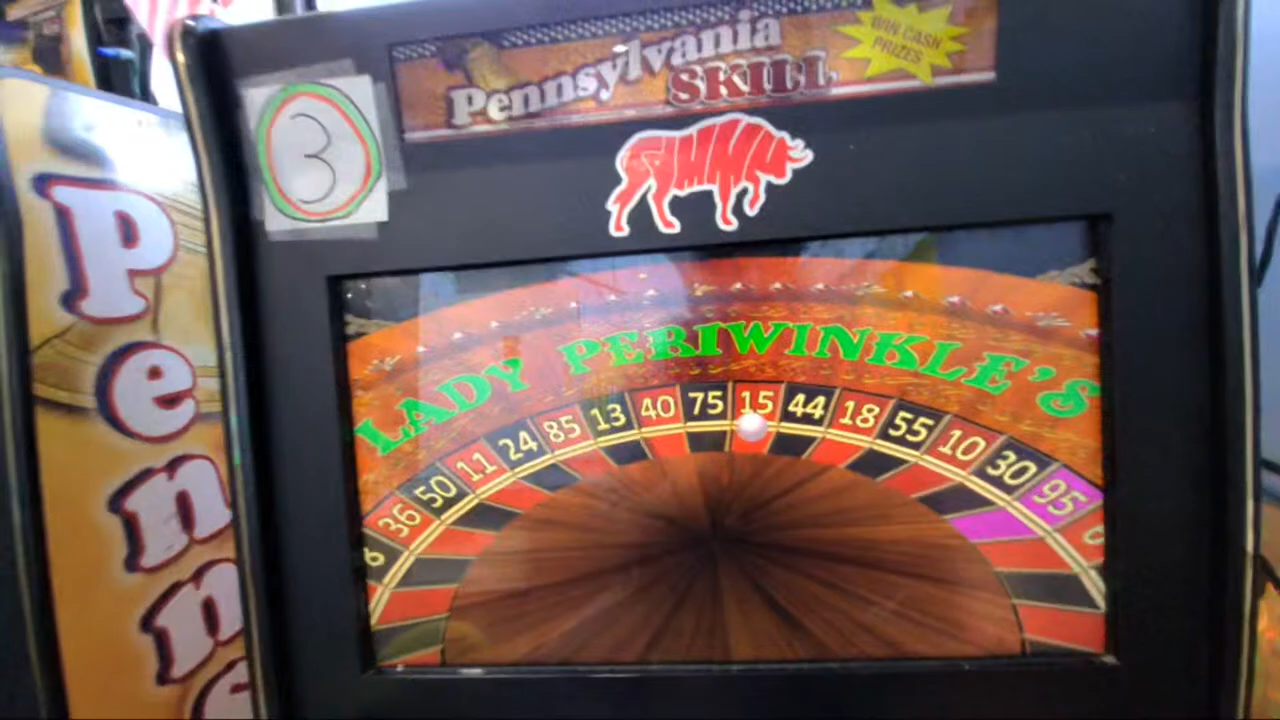 Pennsylvania
SKILL
WIN CASH
PRIZES
3
LADY PERIWINKLE'S
6 36 50 11 24 85 13 40 75 15 44 18 55 10 30 95
Penn